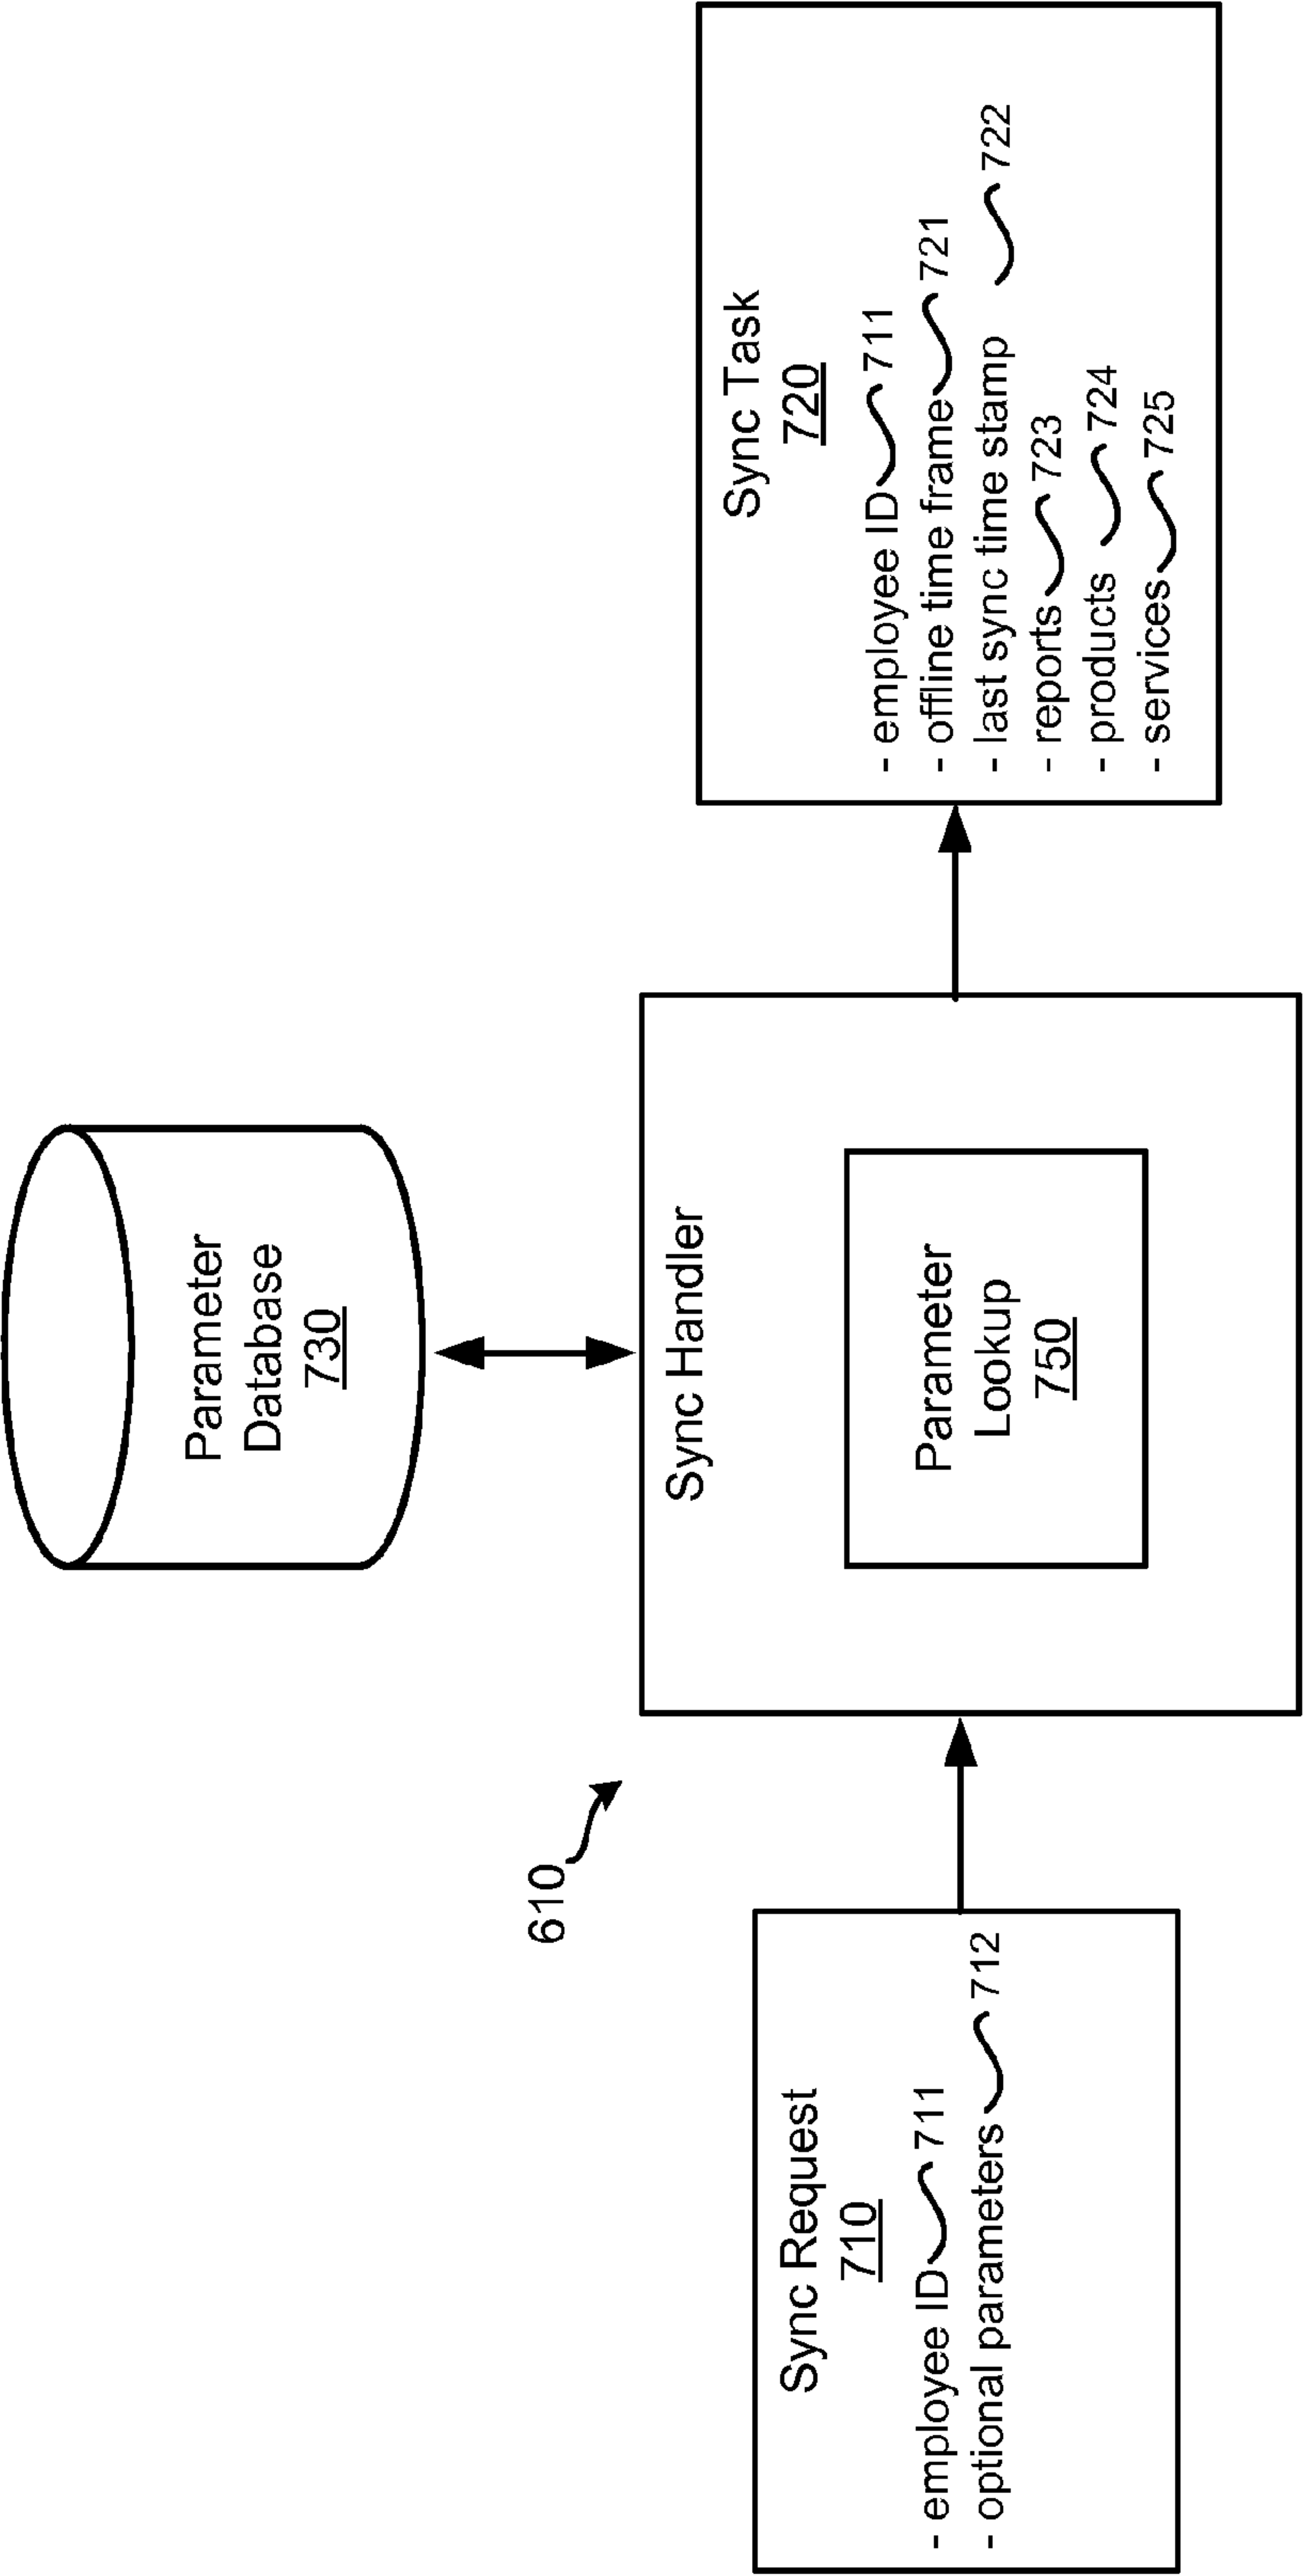 Parameter
Database
730
610
Sync Request
710
- employee ID 711
- optional parameters 712
Sync Handler
Parameter
Lookup
750
Sync Task
720
- employee ID 711
- offline time frame 721
- last sync time stamp 722
- reports 723
- products 724
- services 725